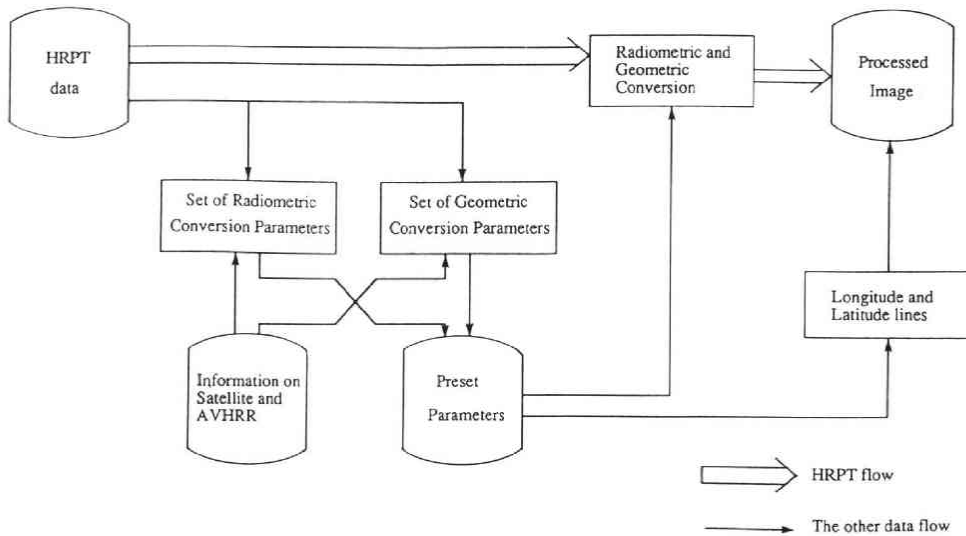 HRPT
data
Radiometric and
Geometric
Conversion
Processed
Image
Set of Radiometric
Conversion Parameters
Set of Geometric
Conversion Parameters
Longitude and
Latitude lines
Information on
Satellite and
AVHRR
Preset
Parameters
HRPT flow
The other data flow